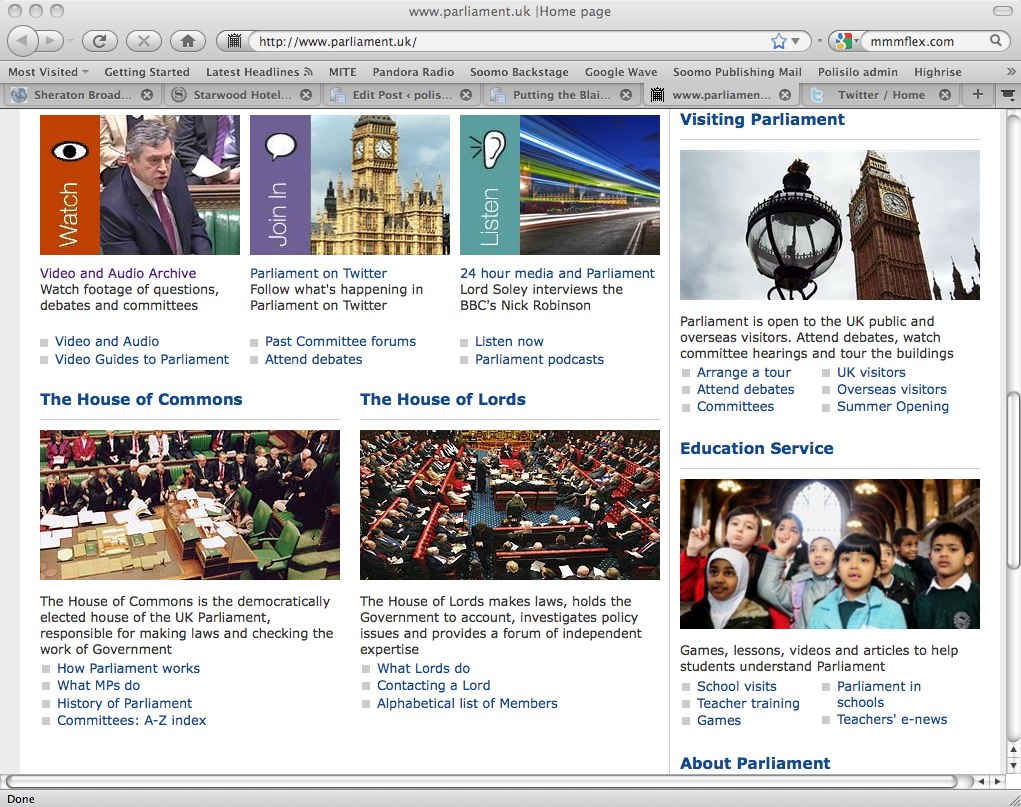 www.parliament.uk |Home page
http://www.parliament.uk/
mmmflex.com
Most Visited Getting Started Latest Headlines MITE Pandora Radio Soomo Backstage Google Wave Soomo Publishing Mail Polisilo admin Highrise »
Sheraton Broad... Starwood Hotel... Edit Post ‹ polis... Putting the Blai... www.parliamen... Twitter / Home
Watch
Join In
Listen
Video and Audio Archive
Watch footage of questions,
debates and committees
Video and Audio
Video Guides to Parliament
Parliament on Twitter
Follow what's happening in
Parliament on Twitter
Past Committee forums
Attend debates
24 hour media and Parliament
Lord Soley interviews the
BBC's Nick Robinson
Listen now
Parliament podcasts
The House of Commons
The House of Commons is the democratically
elected house of the UK Parliament,
responsible for making laws and checking the
work of Government
How Parliament works
What MPs do
History of Parliament
Committees: A-Z index
The House of Lords
The House of Lords makes laws, holds the
Government to account, investigates policy
issues and provides a forum of independent
expertise
What Lords do
Contacting a Lord
Alphabetical list of Members
Visiting Parliament
Parliament is open to the UK public and
overseas visitors. Attend debates, watch
committee hearings and tour the buildings
Arrange a tour
Attend debates
Committees
UK visitors
Overseas visitors
Summer Opening
Education Service
Games, lessons, videos and articles to help
students understand Parliament
School visits
Teacher training
Games
Parliament in
schools
Teachers' e-news
About Parliament
Done